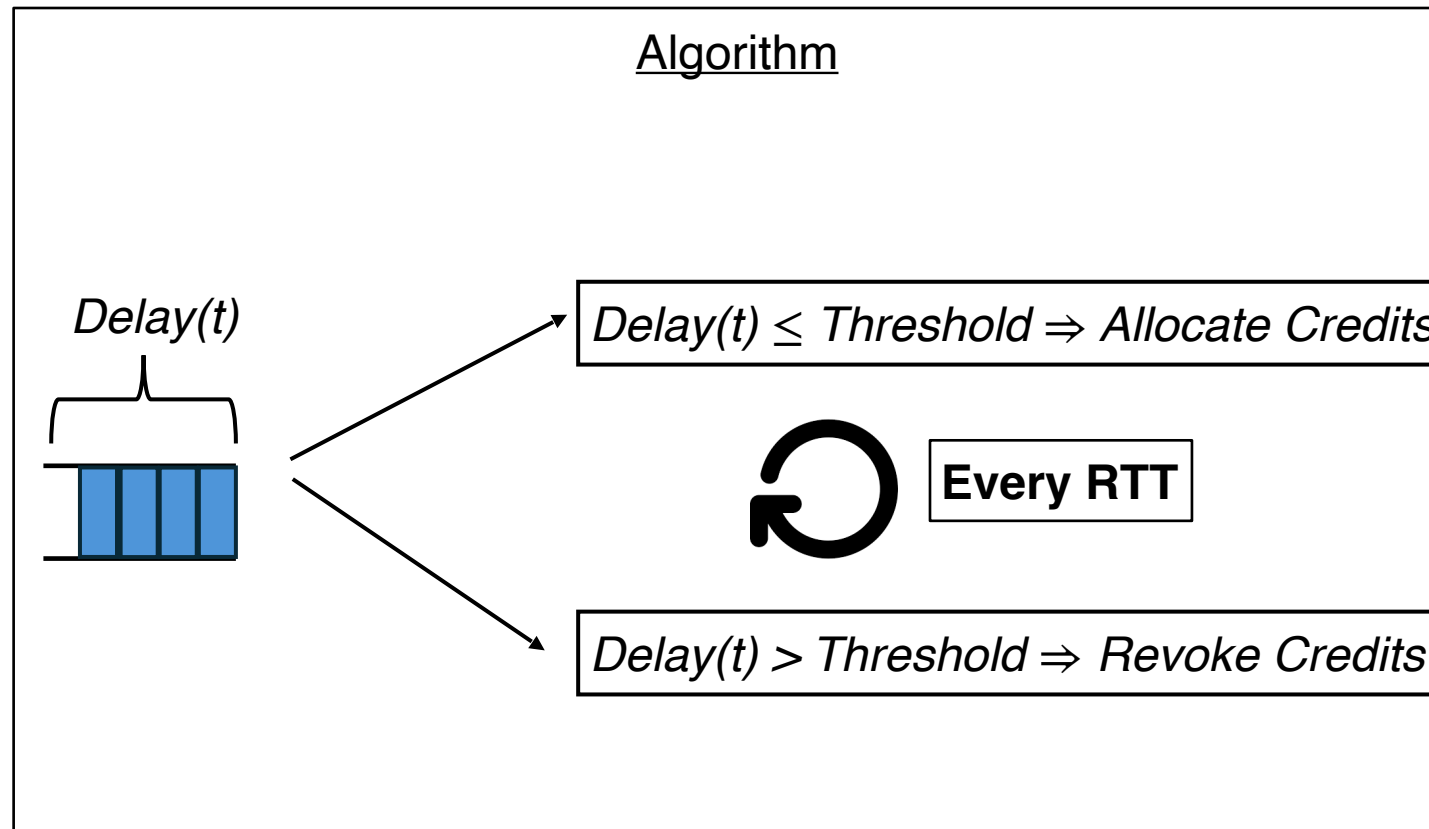 Algorithm
Delay(t)
Delay(t) ≤ Threshold ⇒ Allocate Credits
Every RTT
Delay(t) > Threshold ⇒ Revoke Credits